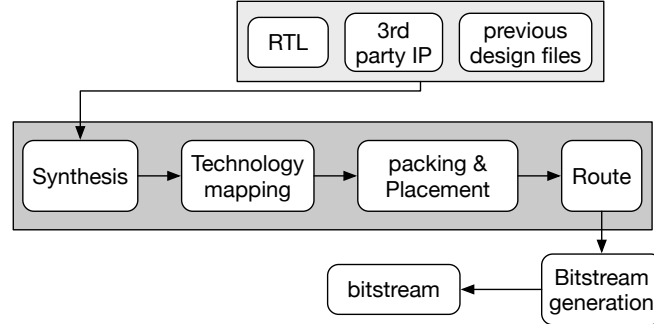 RTL
3rd
party IP
previous
design files
Synthesis
Technology
mapping
packing &
Placement
Route
Bitstream
generation
bitstream